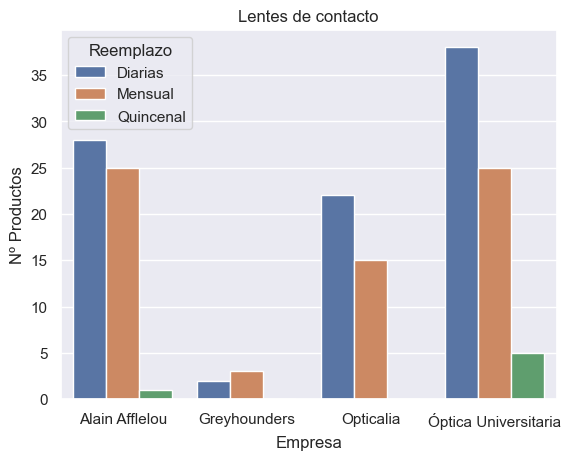 Lentes de contacto
Reemplazo
Diarias
Mensual
Quincenal
Nº Productos
35
30
25
20
15
10
5
0
Alain Afflelou
Greyhounders
Opticalia
Óptica Universitaria
Empresa